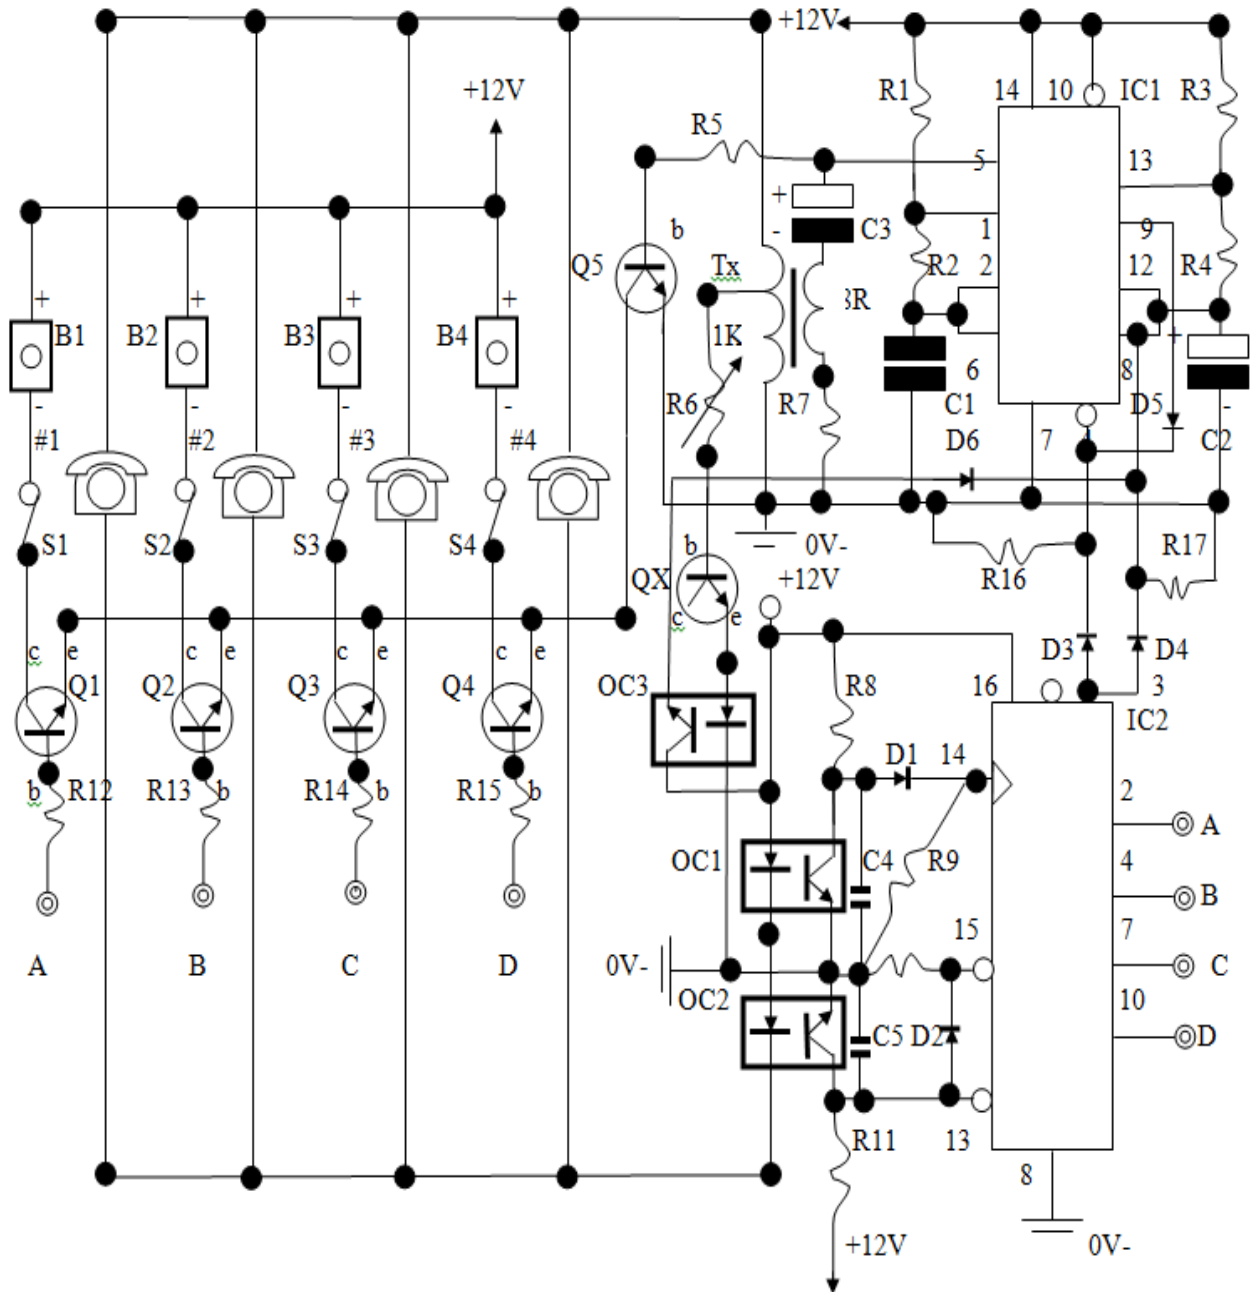 +12V
R1
14
10
IC1
R3
+12V
R5
5
13
+
-
C3
1
9
b
Q5
Tx
R2
2
12
R4
8R
+
B1
+
B2
+
B3
+
B4
1K
+
-
-
-
-
R6
R7
6
8
C1
D5
-
C2
#1
#2
#3
#4
D6
7
S1
S2
S3
S4
b
0V-
R17
QX
+12V
R16
c
e
c
e
c
e
c
e
c
e
D3
D4
Q1
Q2
Q3
Q4
OC3
R8
16
3
IC2
D1
14
b
R12
R13
b
R14
b
R15
b
2
A
OC1
C4
R9
4
B
15
7
A
B
C
D
0V-
C
OC2
10
C5
D2
D
R11
13
8
+12V
0V-